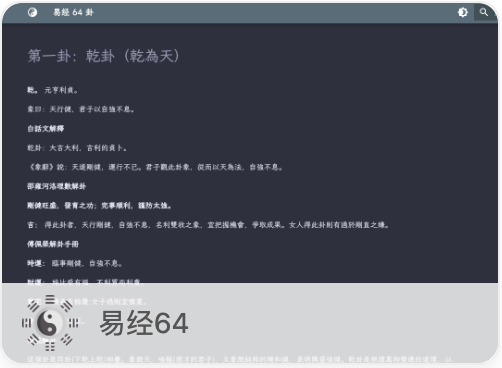 易经 64 卦
第一卦：乾卦（乾為天）
乾。 元亨利貞。
象曰：天行健，君子以自強不息。
白話文解釋
乾卦：大吉大利，吉利的貞卜。
《象辭》說：天道剛健，運行不已。君子觀此卦象，從而以天為法，自強不息。
邵雍河洛理數解卦
剛健旺盛，發育之功；完事順利，謹防太強。
吉： 得此卦者，天行剛健，自強不息，名利雙收之象，宜把握機會，爭取成果。女人得此卦則有過於剛直之嫌。
傅佩榮解卦手冊
時運： 臨事剛健，自強不息。
財運：
易经64